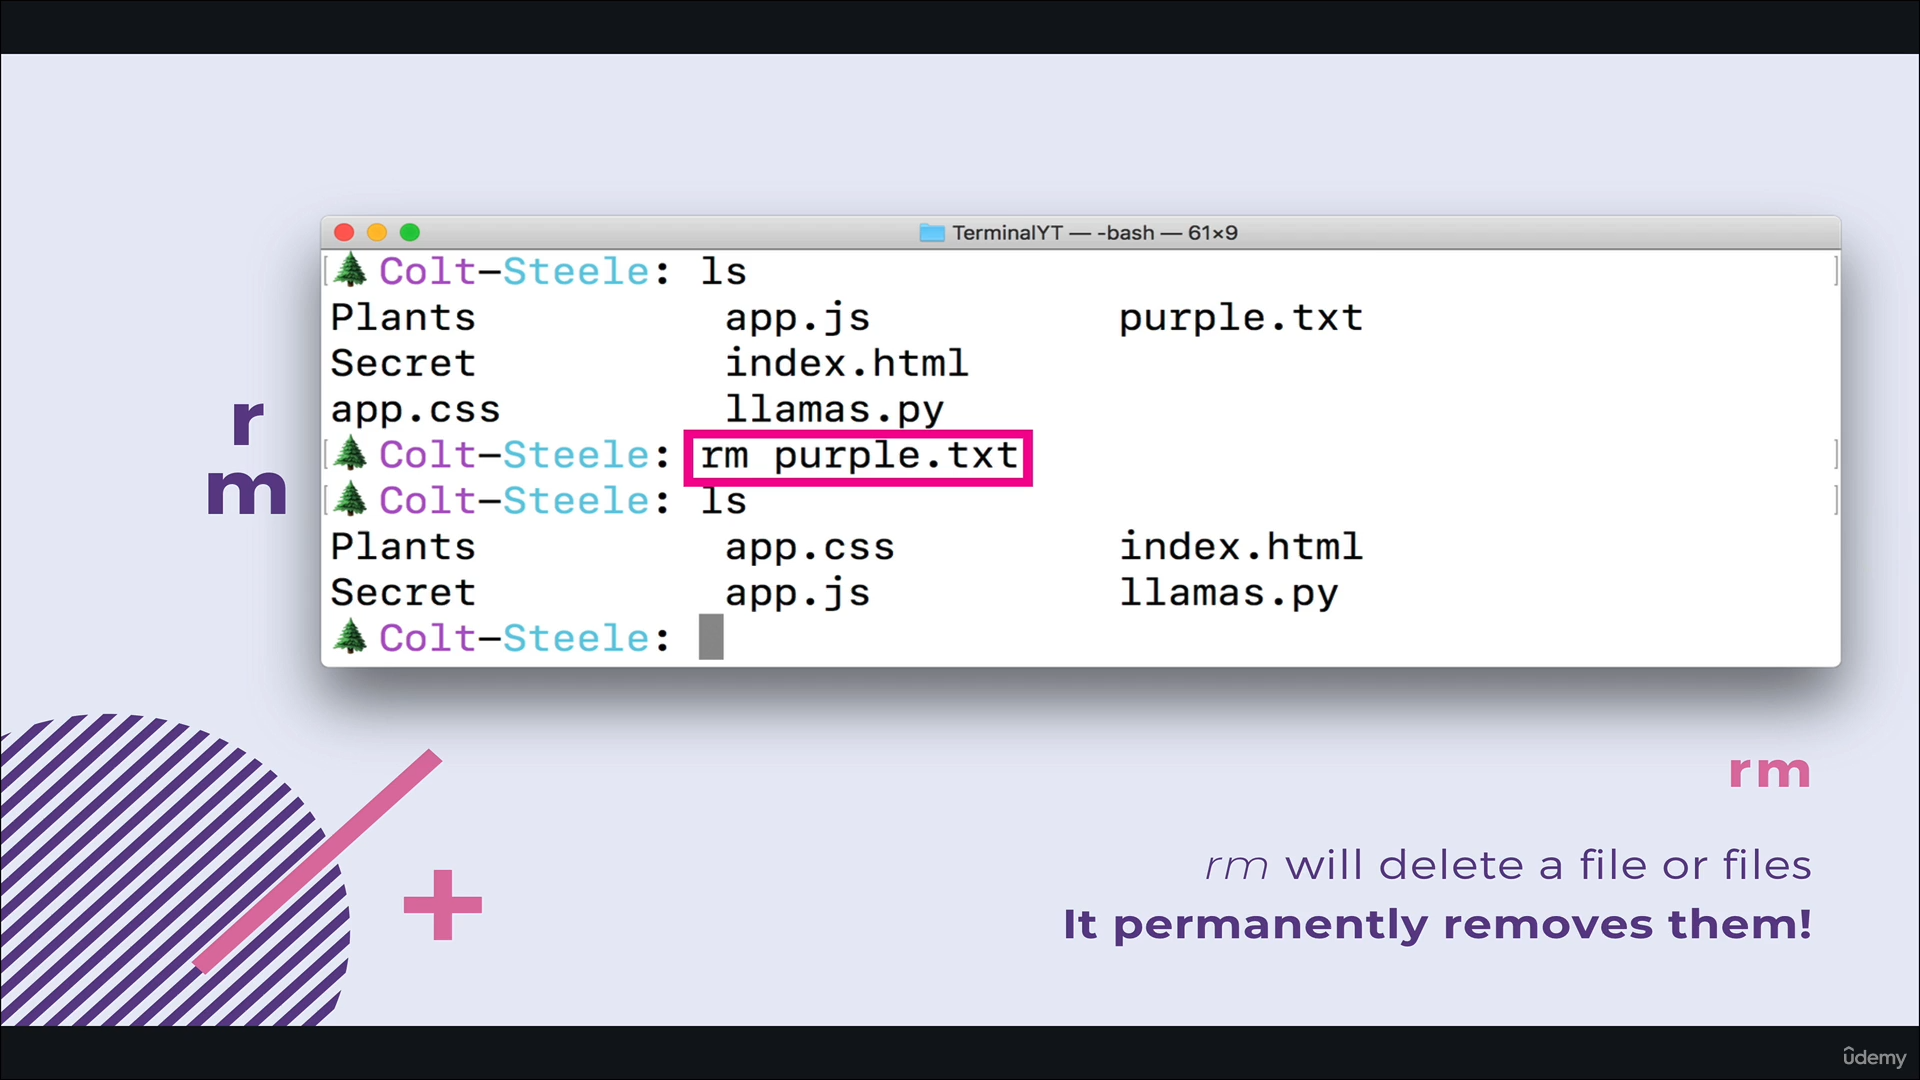 r
m
TerminalYT — -bash — 61×9
Colt-Steele: ls
Plants app.js purple.txt
Secret index.html
app.css llamas.py
Colt-Steele: rm purple.txt
Colt-Steele: ls
Plants app.css index.html
Secret app.js llamas.py
Colt-Steele:
rm
rm will delete a file or files
It permanently removes them!
ûdemy